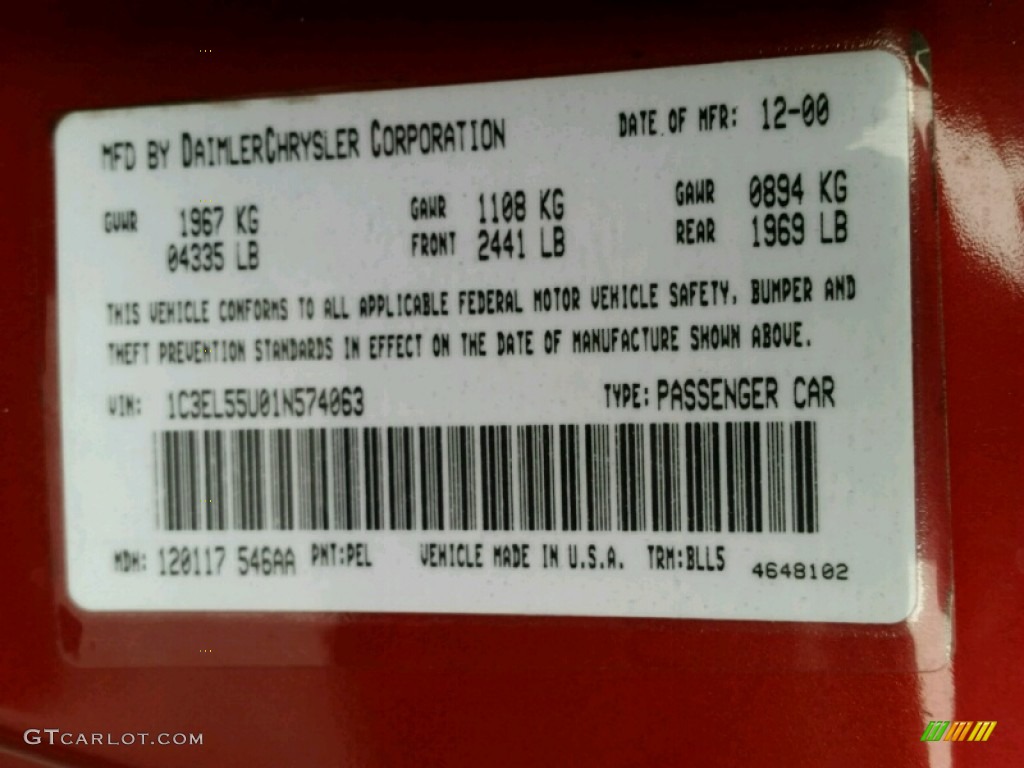 MFD BY DAIMLERCHRYSLER CORPORATION DATE OF MFR: 12-00
GVWR 1967 KG GAWR 1108 KG GAWR 0894 KG
04335 LB FRONT 2441 LB REAR 1969 LB
THIS VEHICLE CONFORMS TO ALL APPLICABLE FEDERAL MOTOR VEHICLE SAFETY, BUMPER AND
THEFT PREVENTION STANDARDS IN EFFECT ON THE DATE OF MANUFACTURE SHOWN ABOVE.
VIN: 1C3EL55U01N574063 TYPE: PASSENGER CAR
MDH: 120117 546AA PNT:PEL VEHICLE MADE IN U.S.A. TRM:BLL5 4648102
GTCARLOT.COM